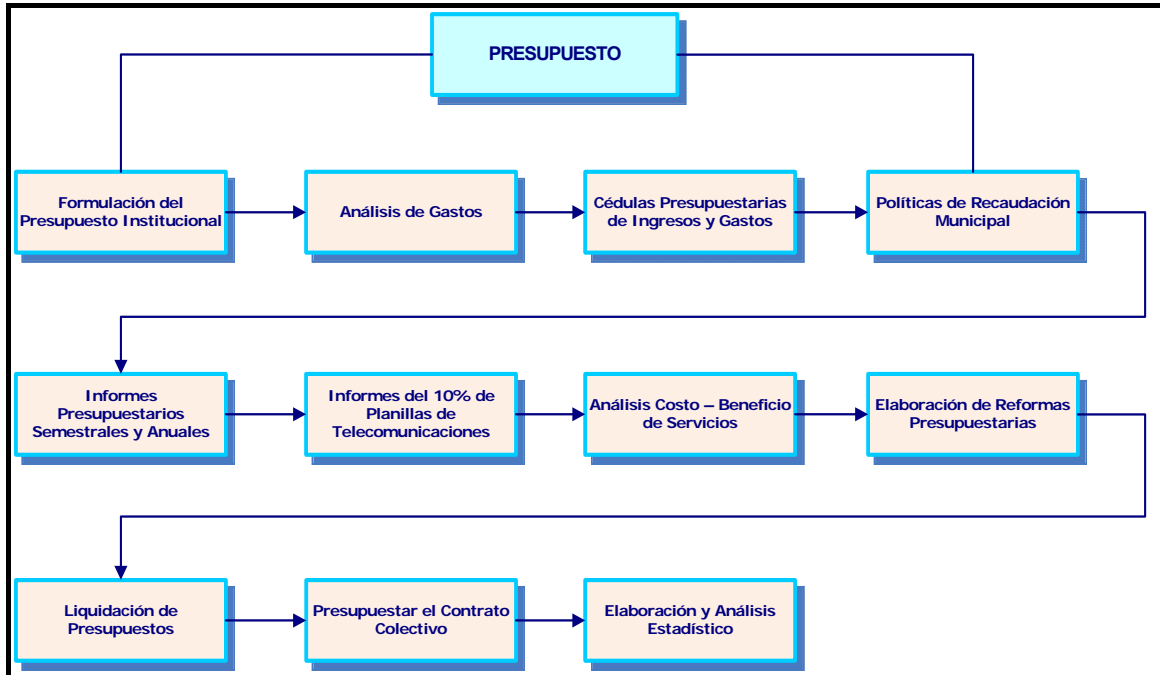 PRESUPUESTO
Formulación del
Presupuesto Institucional
Análisis de Gastos
Cédulas Presupuestarias
de Ingresos y Gastos
Políticas de Recaudación
Municipal
Informes
Presupuestarios
Semestrales y Anuales
Informes del 10% de
Planillas de
Telecomunicaciones
Análisis Costo – Beneficio
de Servicios
Elaboración de Reformas
Presupuestarias
Liquidación de
Presupuestos
Presupuestar el Contrato
Colectivo
Elaboración y Análisis
Estadístico